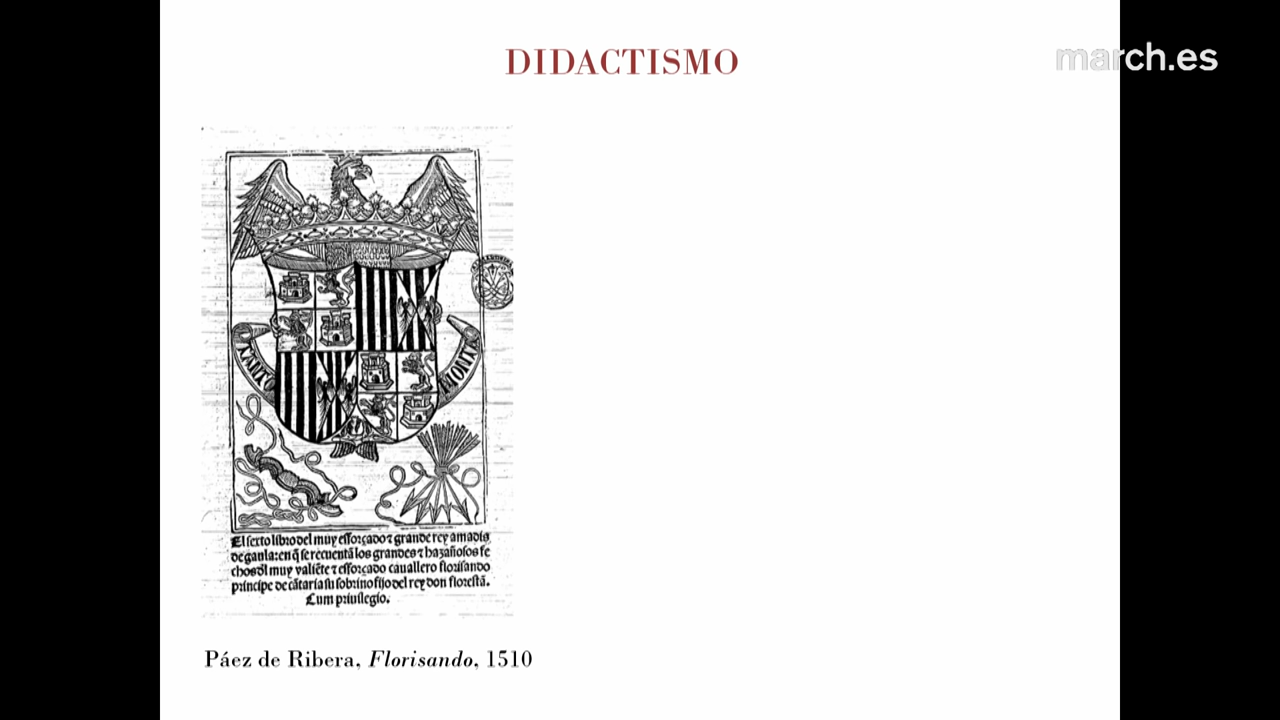 DIDACTISMO
march.es
TANTO
MONTA
El sexto libro del muy esforçado ⁊ grande rey amadis
de gaula: en q̃ se recuentã los grandes ⁊ hazañosos fe
chos dl muy valiẽte ⁊ esforçado cauallero florisando
principe de cãtaria su sobrino fijo del rey don florestã.
Cum priuilegio.
Páez de Ribera, Florisando, 1510